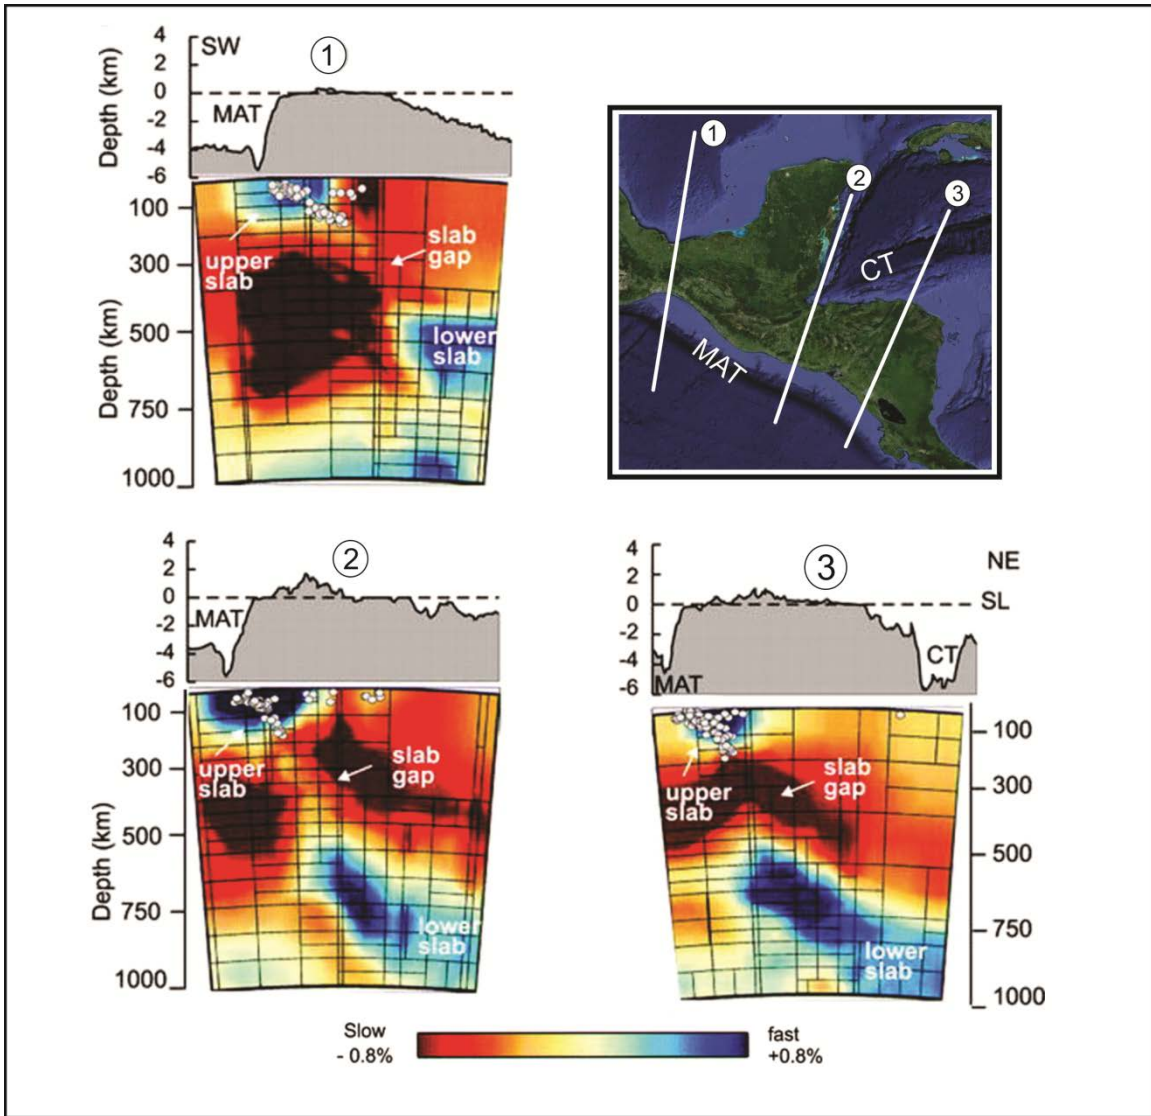 4
2
0
-2
-4
-6
Depth (km)
SW
1
MAT
100
300
500
750
1000
Depth (km)
upper
slab
slab
gap
lower
slab
1
2
3
CT
MAT
4
2
0
-2
-4
-6
2
MAT
100
300
500
750
1000
Depth (km)
upper
slab
slab
gap
lower
slab
4
2
0
-2
-4
-6
3
NE
SL
MAT
CT
100
300
500
750
1000
upper
slab
slab
gap
lower
slab
Slow
- 0.8%
fast
+0.8%